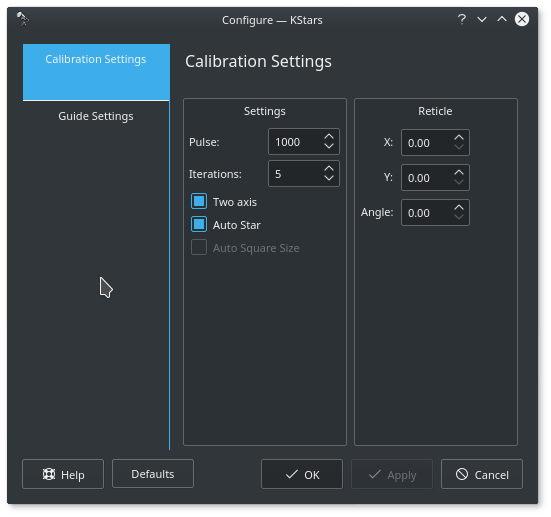 Configure — KStars
?
Calibration Settings
Guide Settings
Calibration Settings
Settings
Pulse: 1000
Iterations: 5
Two axis
Auto Star
Auto Square Size
Reticle
X: 0.00
Y: 0.00
Angle: 0.00
Help
Defaults
OK
Apply
Cancel